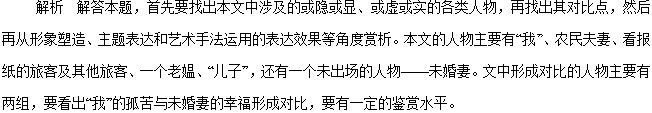 解析　解答本题，首先要找出本文中涉及的或隐或显、或虚或实的各类人物，再找出其对比点，然后
再从形象塑造、主题表达和艺术手法运用的表达效果等角度赏析。本文的人物主要有“我”、农民夫妻、看报
纸的旅客及其他旅客、一个老媪、“儿子”，还有一个未出场的人物——未婚妻。文中形成对比的人物主要有
两组，要看出“我”的孤苦与未婚妻的幸福形成对比，要有一定的鉴赏水平。